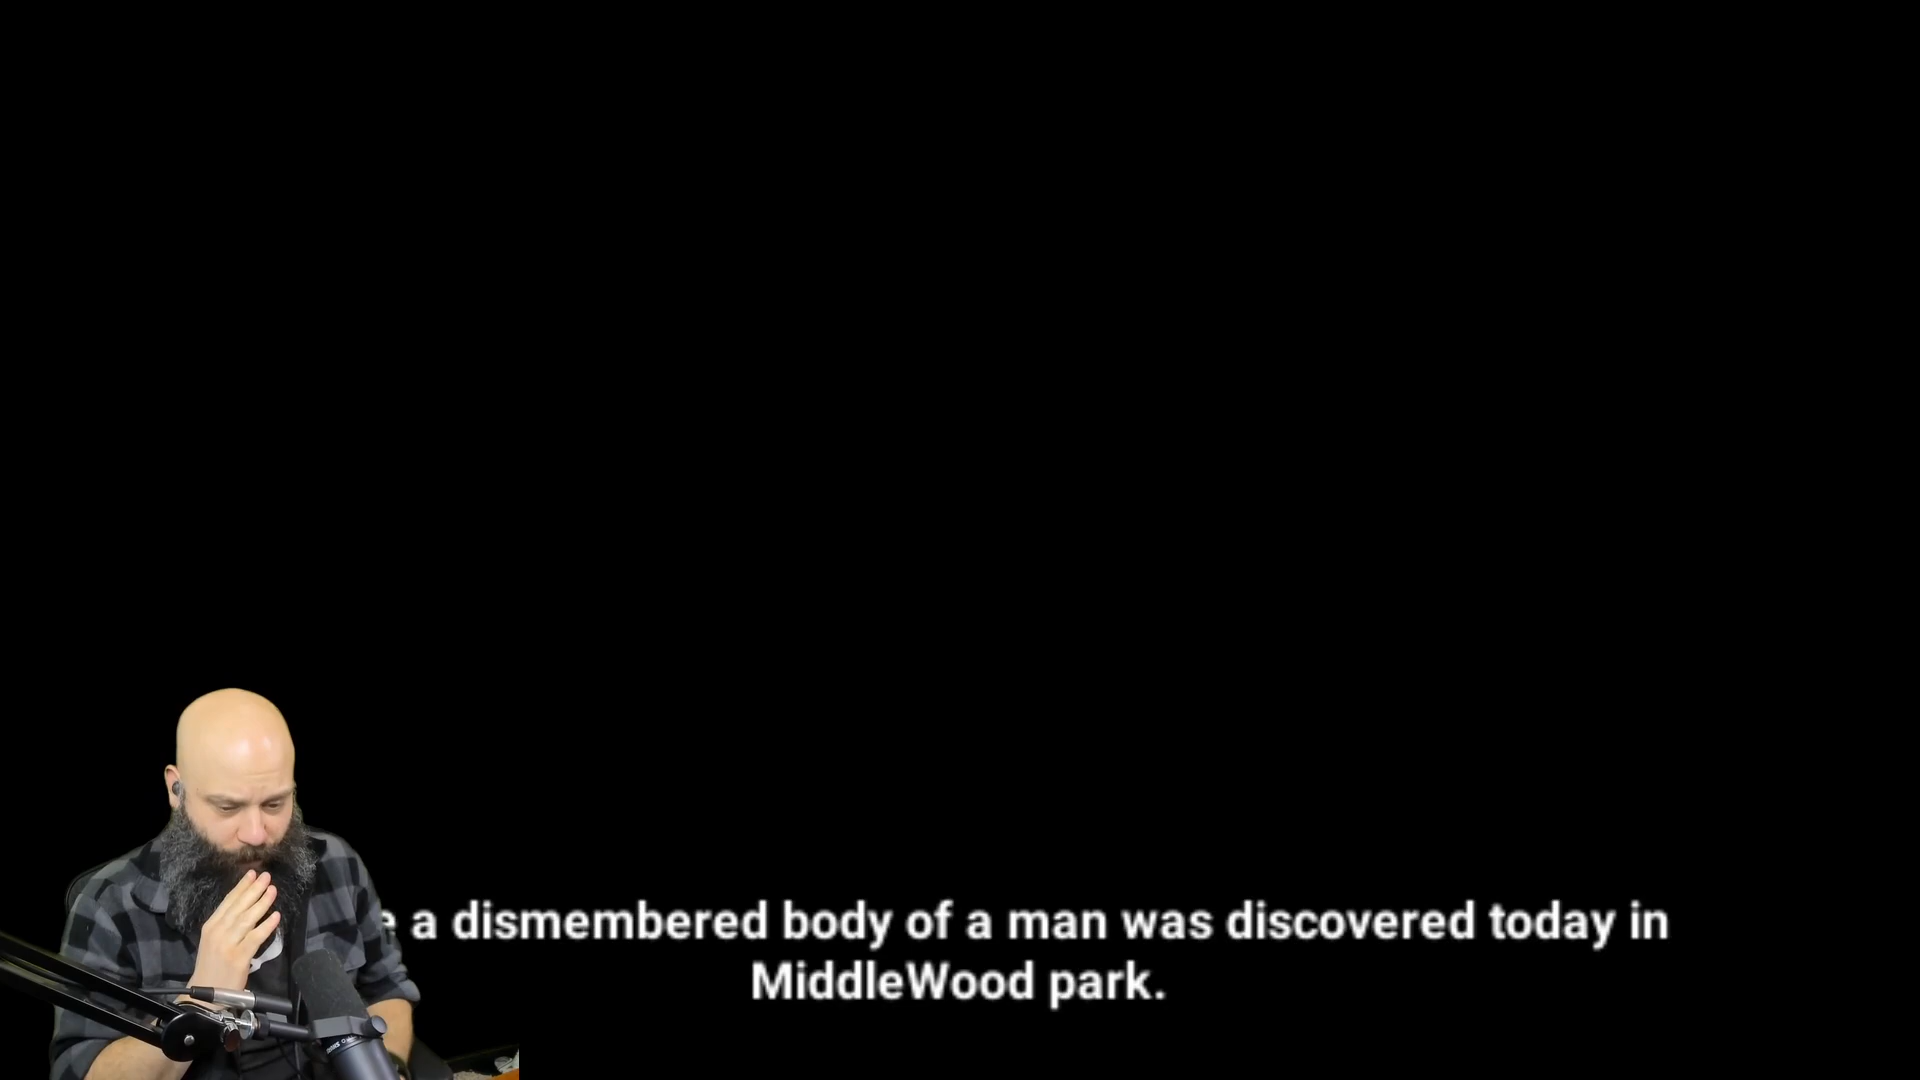 a dismembered body of a man was discovered today in
MiddleWood park.